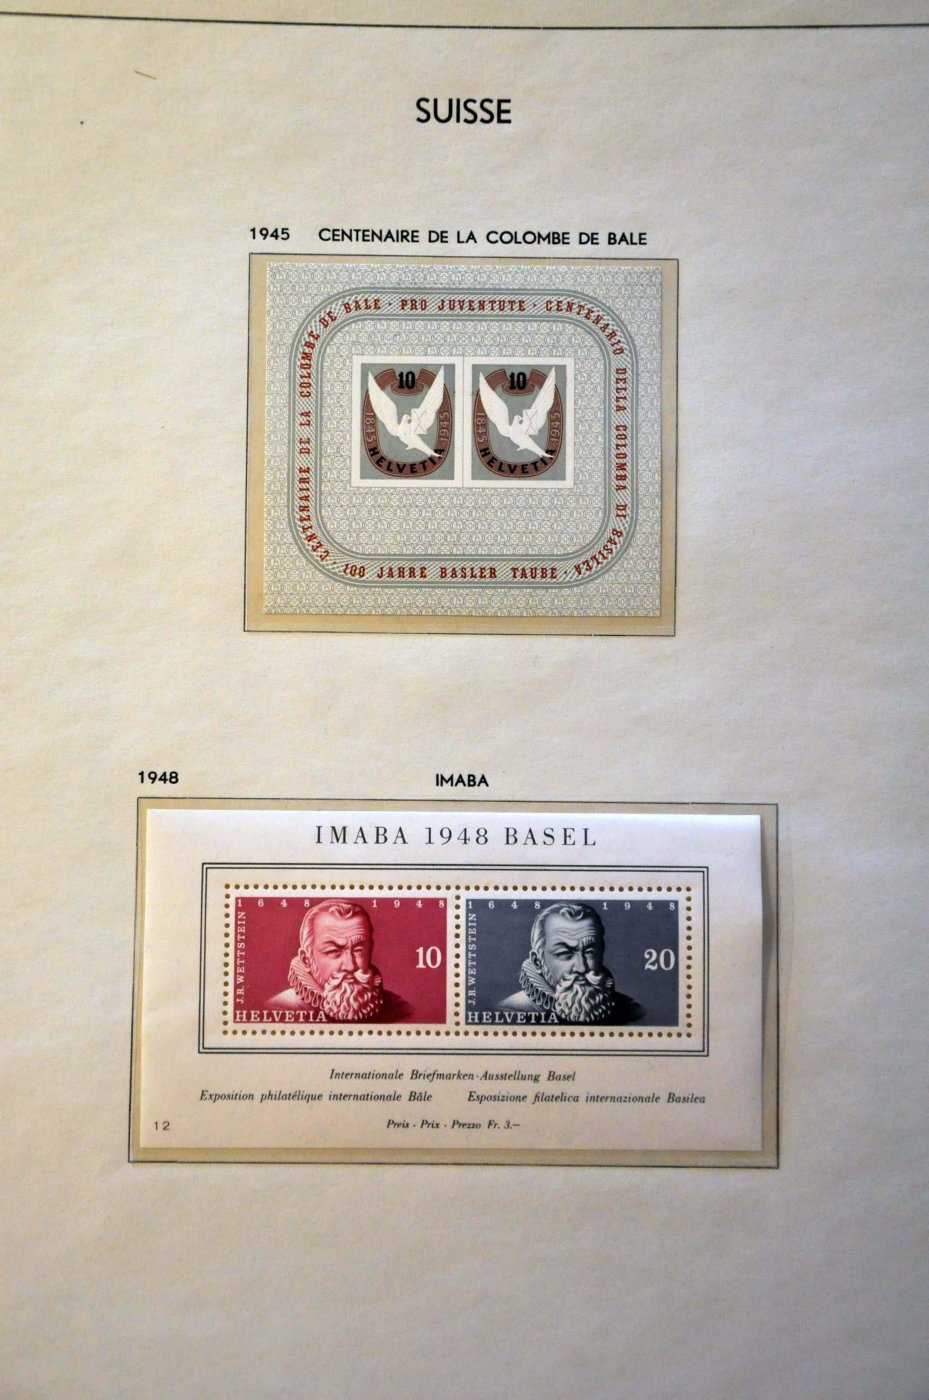 SUISSE
1945 CENTENAIRE DE LA COLOMBE DE BALE
CENTENAIRE DE LA COLOMBE DE BALE · PRO JUVENTUTE · CENTENARIO DELLA COLOMBA DI BASILEA
· 100 JAHRE BASLER TAUBE ·
10
1845 1945
HELVETIA
10
1845 1945
HELVETIA
1948 IMABA
IMABA 1948 BASEL
1648 1948
J.R.WETTSTEIN
10
HELVETIA
1648 1948
J.R.WETTSTEIN
20
HELVETIA
Internationale Briefmarken-Ausstellung Basel
Exposition philatélique internationale Bâle Esposizione filatelica internazionale Basilea
12 Preis - Prix - Prezzo Fr. 3.—